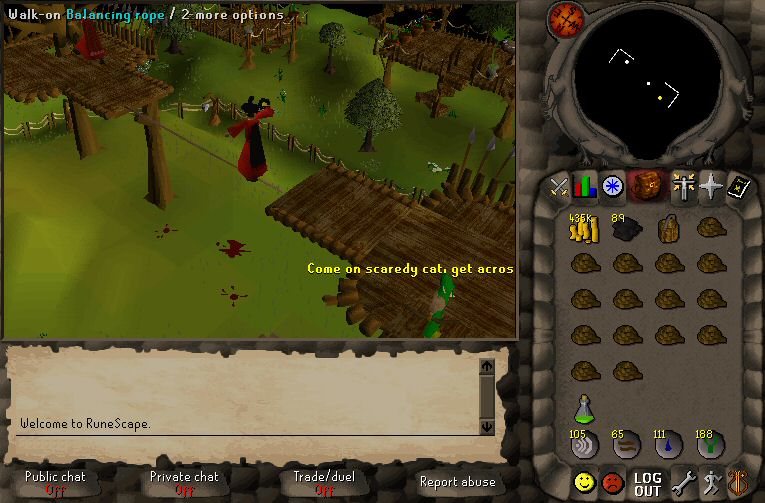 Walk-on Balancing rope / 2 more options
435K
89
Come on scaredy cat, get acros
Welcome to RuneScape.
105
65
111
188
Public chat
Off
Private chat
Off
Trade/duel
Off
Report abuse
LOG
OUT